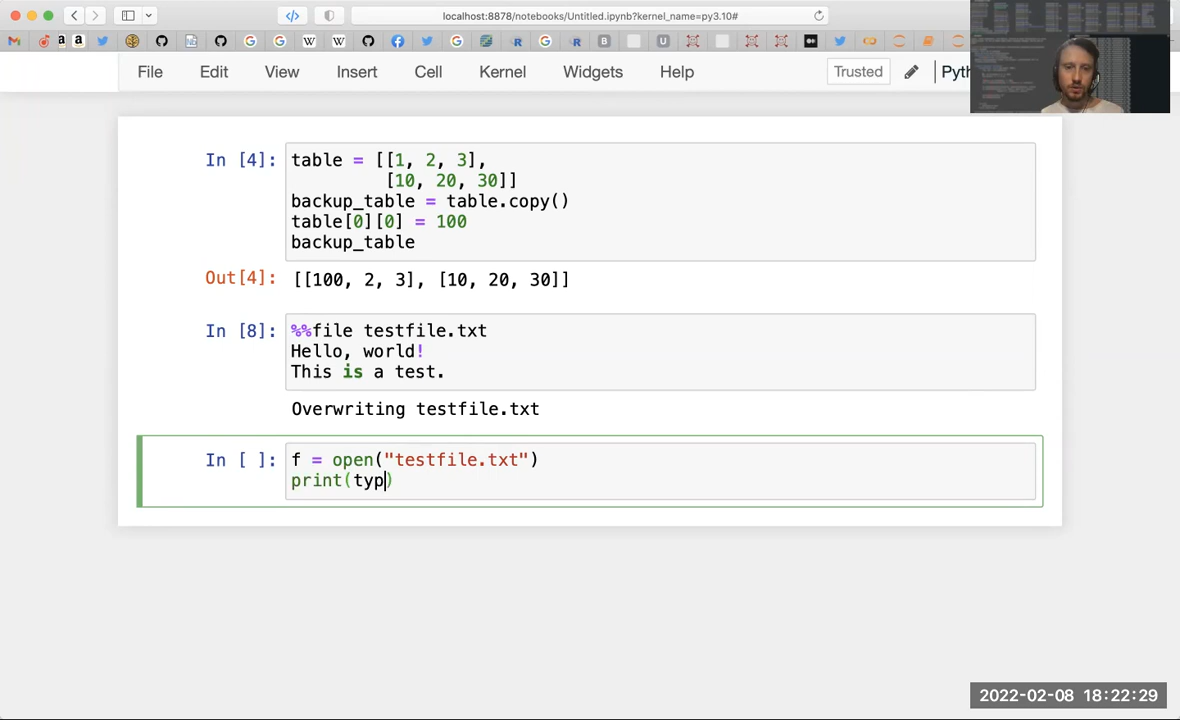 localhost:8878/notebooks/Untitled.ipynb?kernel_name=py3.10#
File Edit View Insert Cell Kernel Widgets Help Trusted Pyth
In [4]: table = [[1, 2, 3],
[10, 20, 30]]
backup_table = table.copy()
table[0][0] = 100
backup_table
Out[4]: [[100, 2, 3], [10, 20, 30]]
In [8]: %%file testfile.txt
Hello, world!
This is a test.
Overwriting testfile.txt
In [ ]: f = open("testfile.txt")
print(typ)
2022-02-08 18:22:29